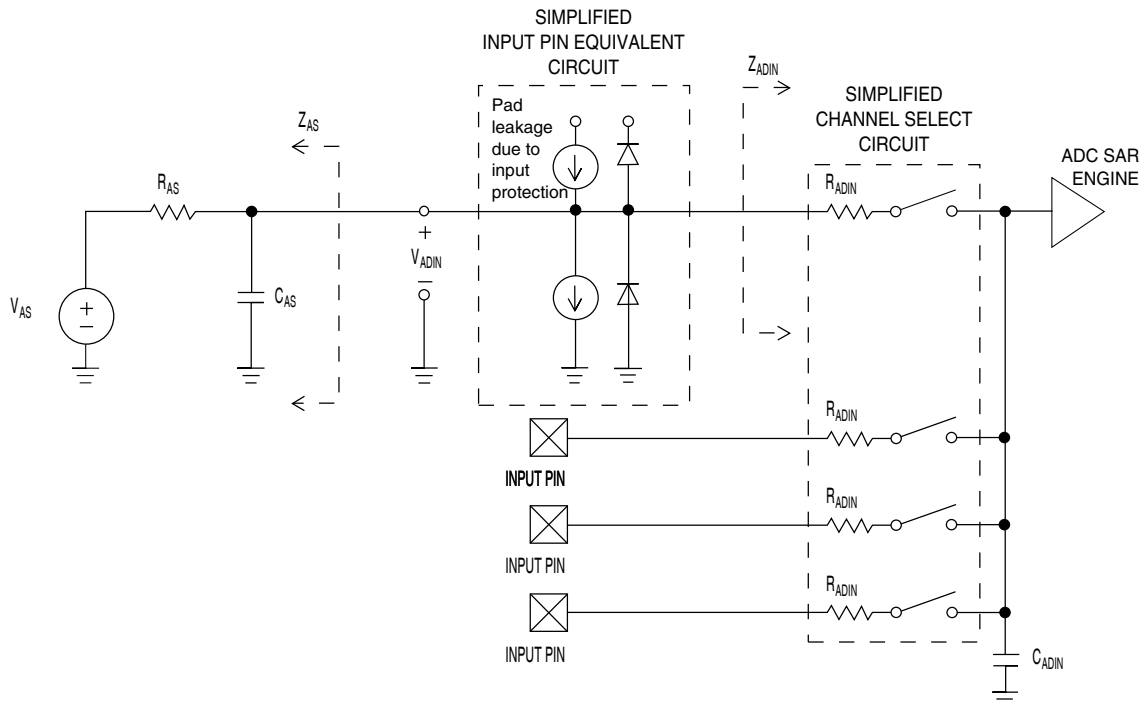 SIMPLIFIED
INPUT PIN EQUIVALENT
CIRCUIT
Pad
leakage
due to
input
protection
Z_ADIN
SIMPLIFIED
CHANNEL SELECT
CIRCUIT
ADC SAR
ENGINE
Z_AS
R_AS
R_ADIN
+
V_ADIN
−
C_AS
V_AS
+
−
R_ADIN
INPUT PIN
R_ADIN
INPUT PIN
R_ADIN
INPUT PIN
C_ADIN